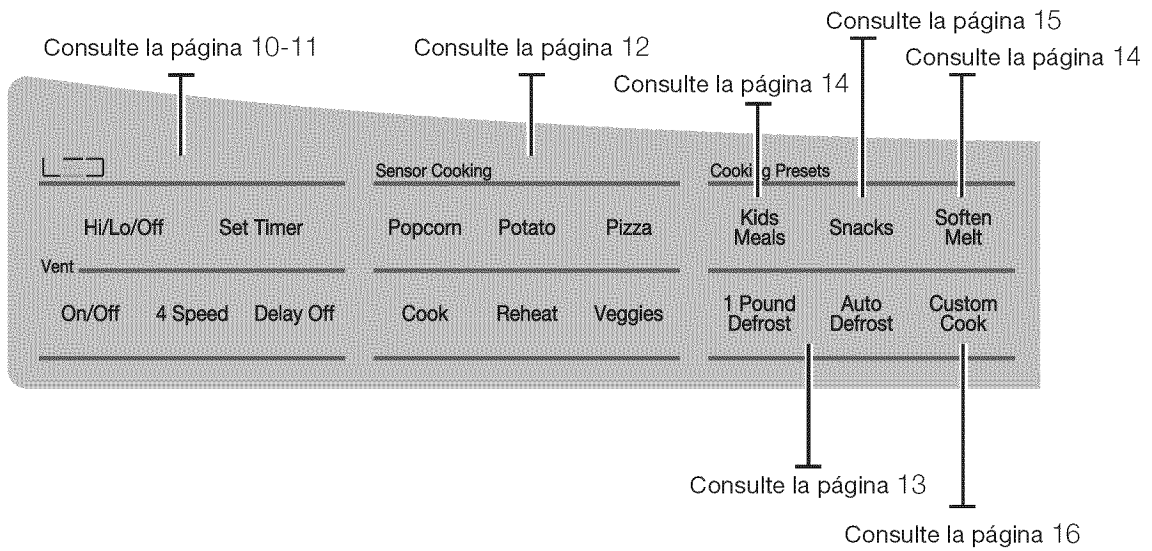 Consulte la página 15
Consulte la página 10-11
Consulte la página 12
Consulte la página 14
Consulte la página 14
Sensor Cooking
Cooking Presets
Hi/Lo/Off Set Timer
Popcorn Potato Pizza
Kids Meals
Snacks
Soften Melt
Vent
On/Off 4 Speed Delay Off
Cook Reheat Veggies
1 Pound Defrost
Auto Defrost
Custom Cook
Consulte la página 13
Consulte la página 16